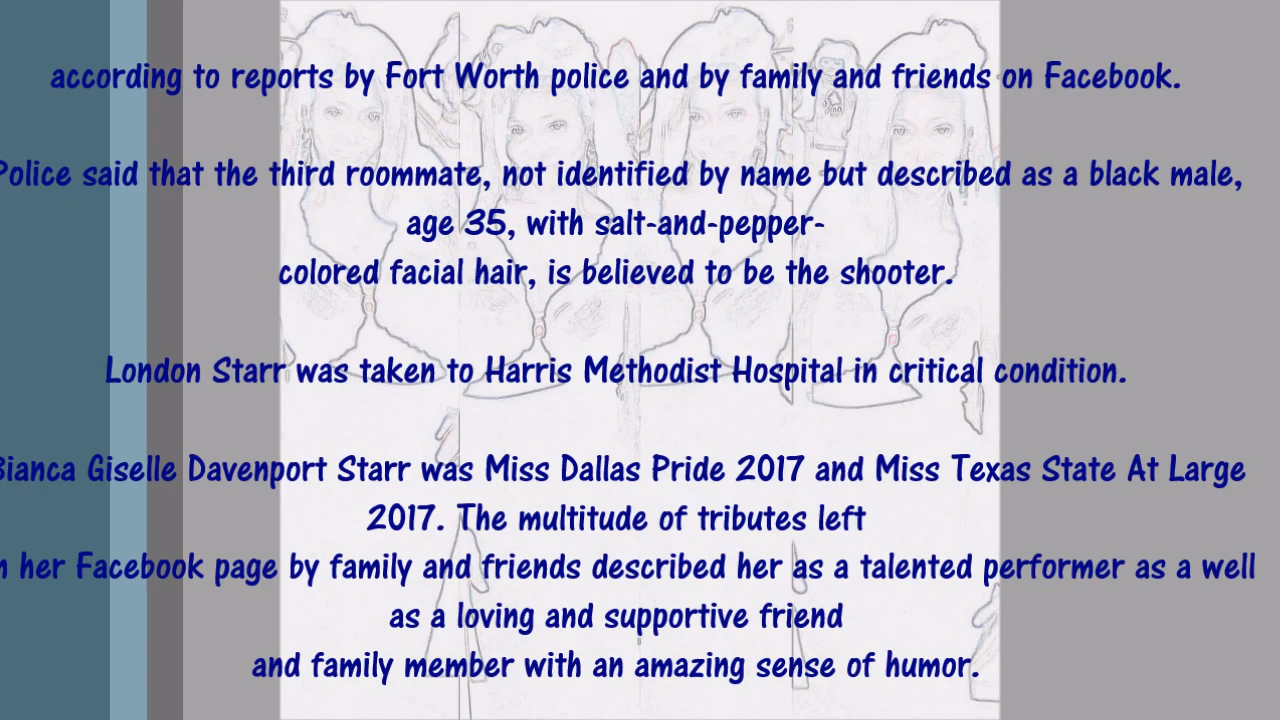 according to reports by Fort Worth police and by family and friends on Facebook.
Police said that the third roommate, not identified by name but described as a black male,
age 35, with salt-and-pepper-
colored facial hair, is believed to be the shooter.
London Starr was taken to Harris Methodist Hospital in critical condition.
Bianca Giselle Davenport Starr was Miss Dallas Pride 2017 and Miss Texas State At Large
2017. The multitude of tributes left
her Facebook page by family and friends described her as a talented performer as a well
as a loving and supportive friend
and family member with an amazing sense of humor.